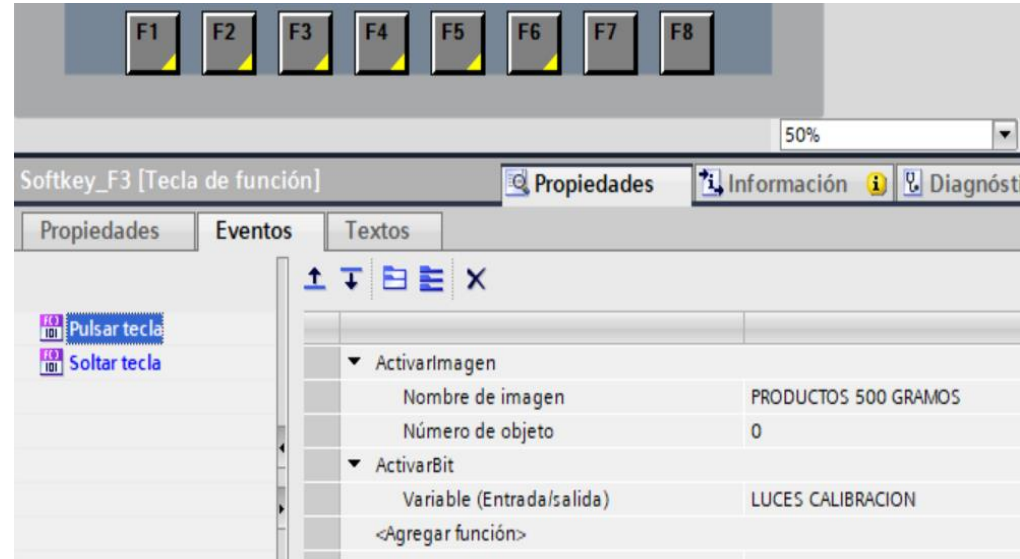 F1 F2 F3 F4 F5 F6 F7 F8
50%
Softkey_F3 [Tecla de función] Propiedades Información Diagnósti
Propiedades Eventos Textos
Pulsar tecla
Soltar tecla
ActivarImagen
Nombre de imagen PRODUCTOS 500 GRAMOS
Número de objeto 0
ActivarBit
Variable (Entrada/salida) LUCES CALIBRACION
<Agregar función>